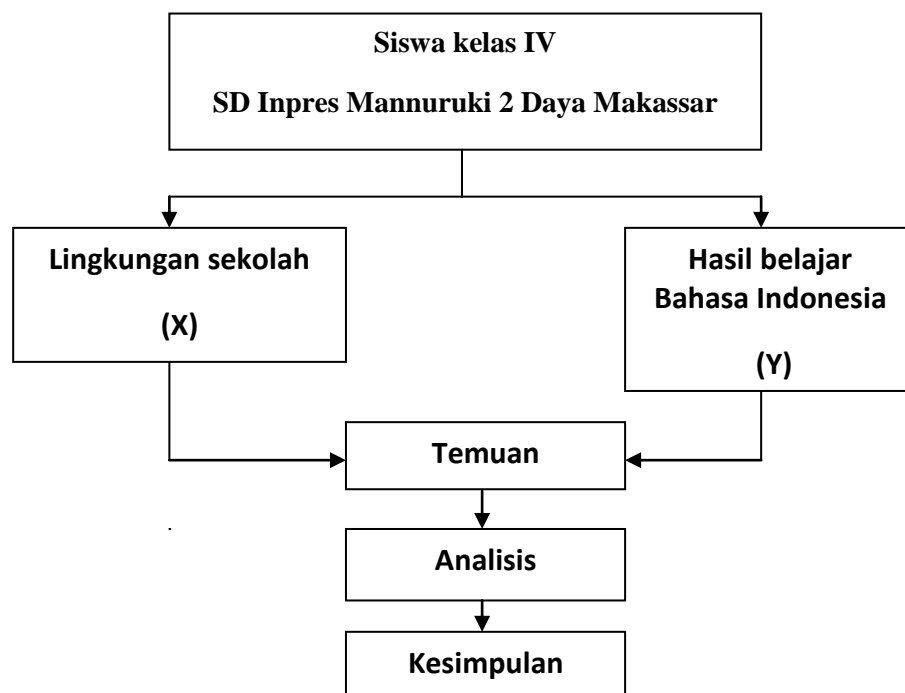 Siswa kelas IV
SD Inpres Mannuruki 2 Daya Makassar
Lingkungan sekolah
(X)
Hasil belajar
Bahasa Indonesia
(Y)
Temuan
Analisis
Kesimpulan